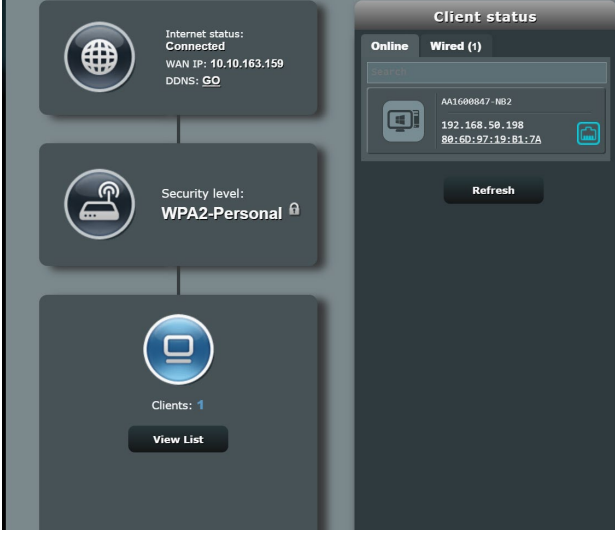 Internet status:
Connected
WAN IP: 10.10.163.159
DDNS: GO
Security level:
WPA2-Personal
Clients: 1
View List
Client status
Online Wired (1)
Search
AA1600847-NB2
192.168.50.198
80:6D:97:19:B1:7A
Refresh